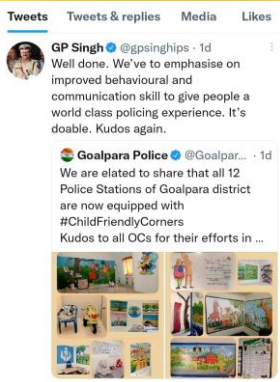 Tweets Tweets & replies Media Likes
GP Singh @gpsinghips · 1d
Well done. We've to emphasise on
improved behavioural and
communication skill to give people a
world class policing experience. It's
doable. Kudos again.
Goalpara Police @Goalpar... · 1d
We are elated to share that all 12
Police Stations of Goalpara district
are now equipped with
#ChildFriendlyCorners
Kudos to all OCs for their efforts in ...